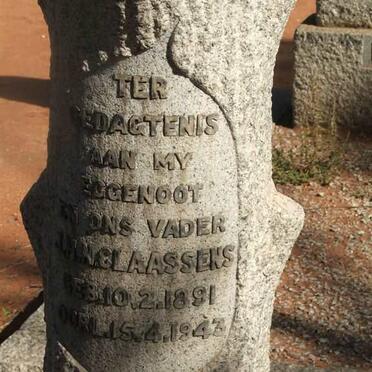 TER
GEDAGTENIS
AAN MY
EGGENOOT
EN ONS VADER
CLAASSENS
GEB.10.2.1891
OORL.15.4.1943